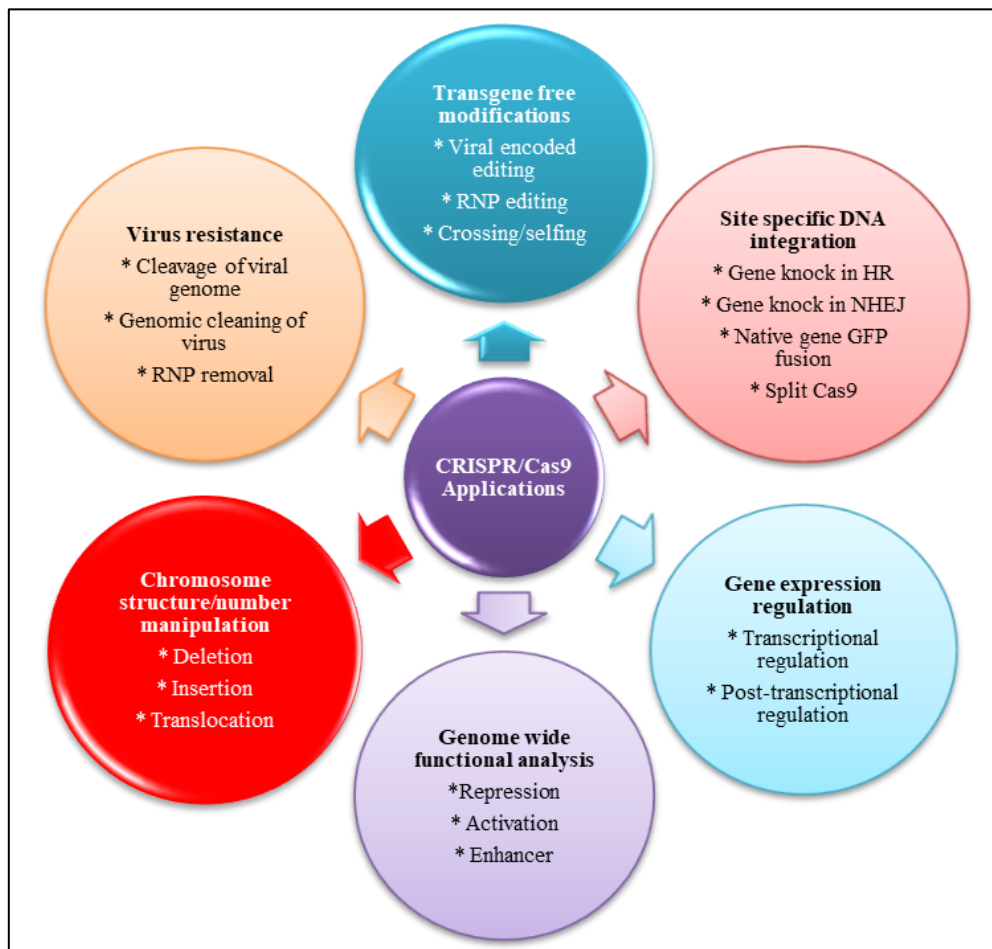 Transgene free
modifications
* Viral encoded
editing
* RNP editing
* Crossing/selfing
Site specific DNA
integration
* Gene knock in HR
* Gene knock in NHEJ
* Native gene GFP
fusion
* Split Cas9
Gene expression
regulation
* Transcriptional
regulation
* Post-transcriptional
regulation
Genome wide
functional analysis
*Repression
* Activation
* Enhancer
Chromosome
structure/number
manipulation
* Deletion
* Insertion
* Translocation
Virus resistance
* Cleavage of viral
genome
* Genomic cleaning of
virus
* RNP removal
CRISPR/Cas9
Applications